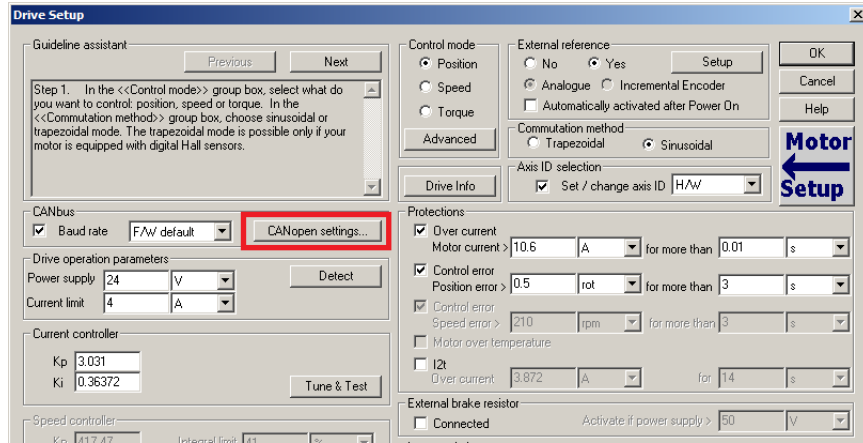 Drive Setup
Guideline assistant
Previous
Next
Step 1. In the <<Control mode>> group box, select what do
you want to control: position, speed or torque. In the
<<Commutation method>> group box, choose sinusoidal or
trapezoidal mode. The trapezoidal mode is possible only if your
motor is equipped with digital Hall sensors.
Control mode
Position
Speed
Torque
Advanced
Drive Info
External reference
No Yes Setup
Analogue Incremental Encoder
Automatically activated after Power On
Commutation method
Trapezoidal Sinusoidal
Axis ID selection
Set / change axis ID H/W
OK
Cancel
Help
Motor
Setup
CANbus
Baud rate F/W default CANopen settings...
Drive operation parameters
Power supply 24 V Detect
Current limit 4 A
Current controller
Kp 3.031
Ki 0.36372
Tune & Test
Speed controller
Kp 417.47 Integral limit 41 %
Protections
Over current
Motor current > 10.6 A for more than 0.01 s
Control error
Position error > 0.5 rot for more than 3 s
Control error
Speed error > 210 rpm for more than 3 s
Motor over temperature
I2t
Over current 3.872 A for 14 s
External brake resistor
Connected Activate if power supply > 50 V